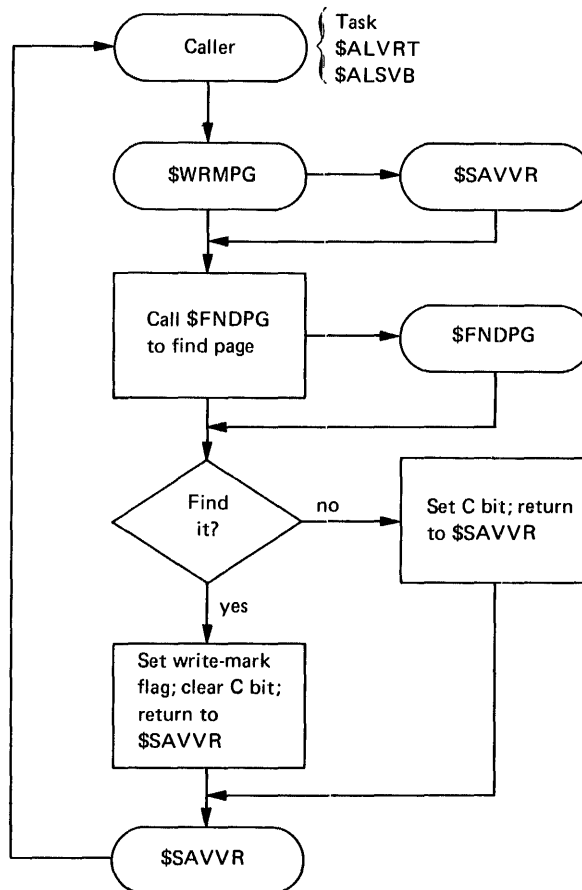 Caller
Task
$ALVRT
$ALSVB
$WRMPG
$SAVVR
Call $FNDPG
to find page
$FNDPG
Find
it?
no
Set C bit; return
to $SAVVR
yes
Set write-mark
flag; clear C bit;
return to
$SAVVR
$SAVVR